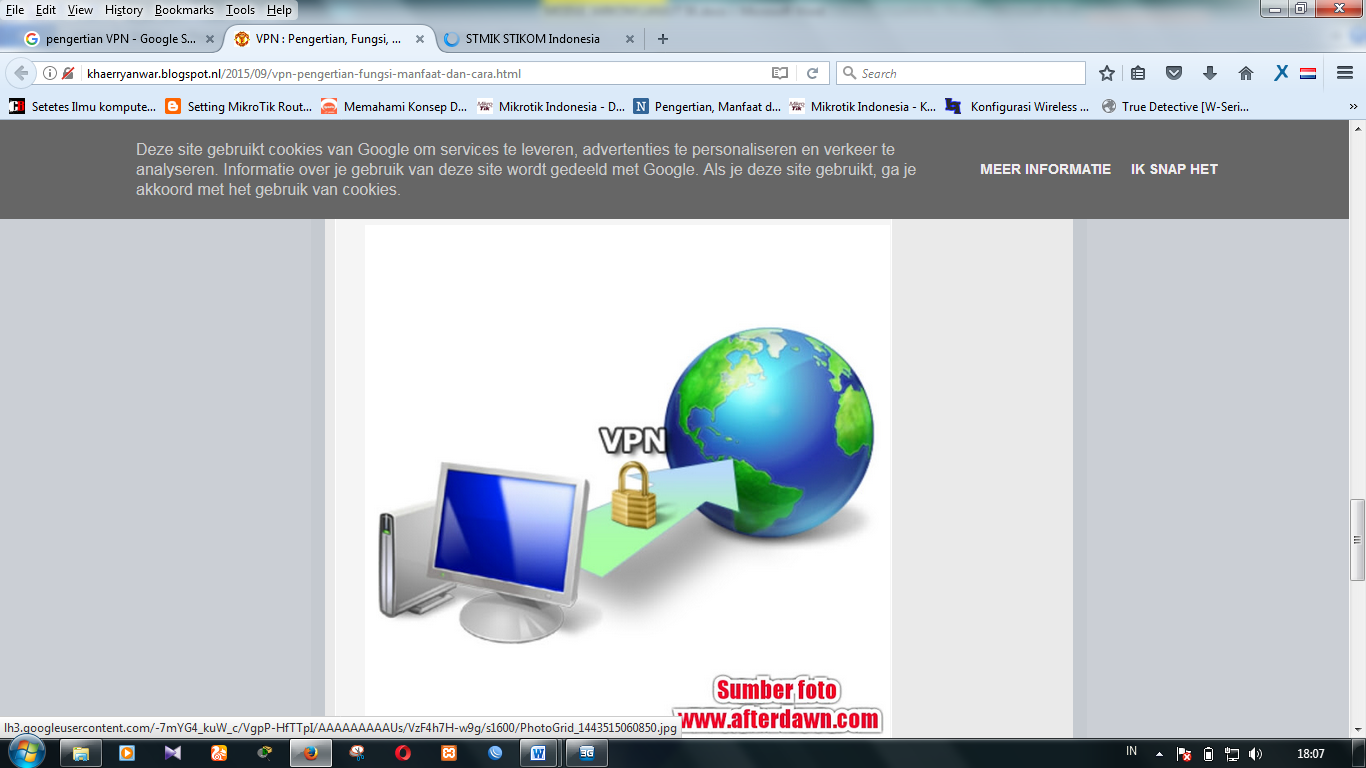 File Edit View History Bookmarks Tools Help
pengertian VPN - Google S...
VPN : Pengertian, Fungsi, ...
STMIK STIKOM Indonesia
khaerryanwar.blogspot.nl/2015/09/vpn-pengertian-fungsi-manfaat-dan-cara.html
Search
Setetes Ilmu kompute...
Setting MikroTik Rout...
Memahami Konsep D...
Mikrotik Indonesia - D...
Pengertian, Manfaat d...
Mikrotik Indonesia - K...
Konfigurasi Wireless ...
True Detective [W-Seri...
Deze site gebruikt cookies van Google om services te leveren, advertenties te personaliseren en verkeer te
analyseren. Informatie over je gebruik van deze site wordt gedeeld met Google. Als je deze site gebruikt, ga je
akkoord met het gebruik van cookies.
MEER INFORMATIE IK SNAP HET
VPN
Sumber foto
www.afterdawn.com
lh3.googleusercontent.com/-7mYG4_kuW_c/VgpP-HfTTpI/AAAAAAAAAUs/VzF4h7H-w9g/s1600/PhotoGrid_1443515060850.jpg
IN
18:07